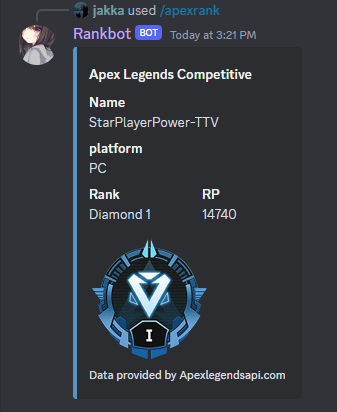 jakka used /apexrank
Rankbot BOT Today at 3:21 PM
Apex Legends Competitive
Name
StarPlayerPower-TTV
platform
PC
Rank RP
Diamond 1 14740
I
Data provided by Apexlegendsapi.com